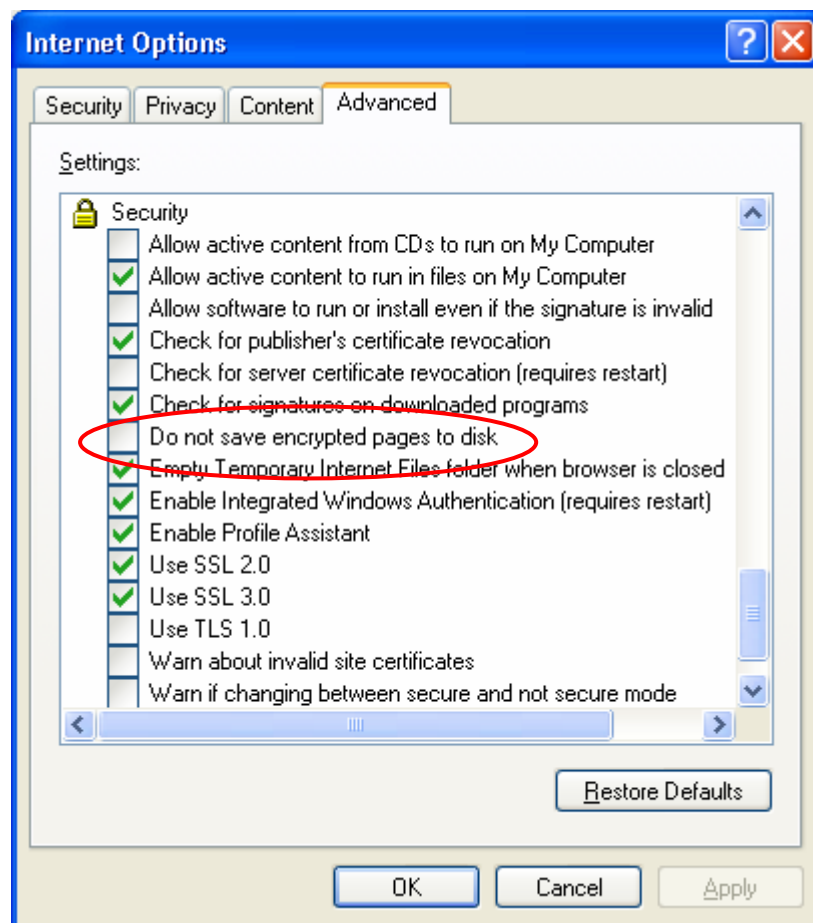 Internet Options
Security Privacy Content Advanced
Settings:
Security
Allow active content from CDs to run on My Computer
Allow active content to run in files on My Computer
Allow software to run or install even if the signature is invalid
Check for publisher's certificate revocation
Check for server certificate revocation (requires restart)
Check for signatures on downloaded programs
Do not save encrypted pages to disk
Empty Temporary Internet Files folder when browser is closed
Enable Integrated Windows Authentication (requires restart)
Enable Profile Assistant
Use SSL 2.0
Use SSL 3.0
Use TLS 1.0
Warn about invalid site certificates
Warn if changing between secure and not secure mode
Restore Defaults
OK Cancel Apply